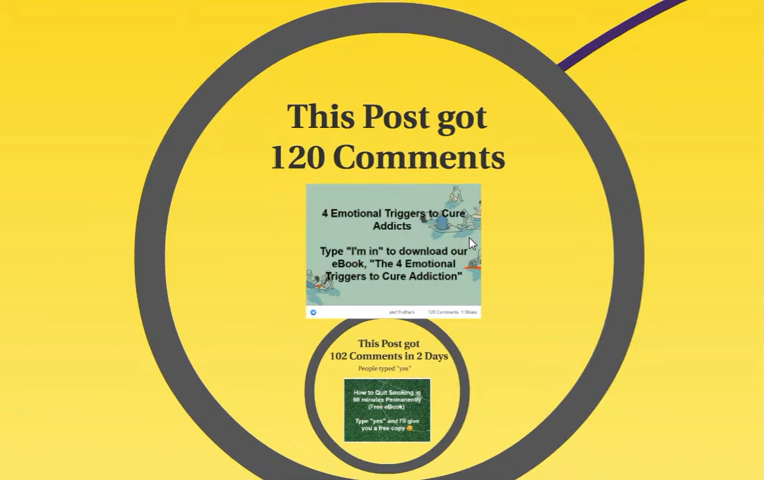 This Post got
120 Comments
4 Emotional Triggers to Cure
Addicts
Type "I'm in" to download our
eBook, "The 4 Emotional
Triggers to Cure Addiction"
and 9 others 120 Comments 1 Share
This Post got
102 Comments in 2 Days
People typed "yes"
How to Quit Smoking in
60 minutes Permanently
(Free eBook)
Type "yes" and I'll give
you a free copy